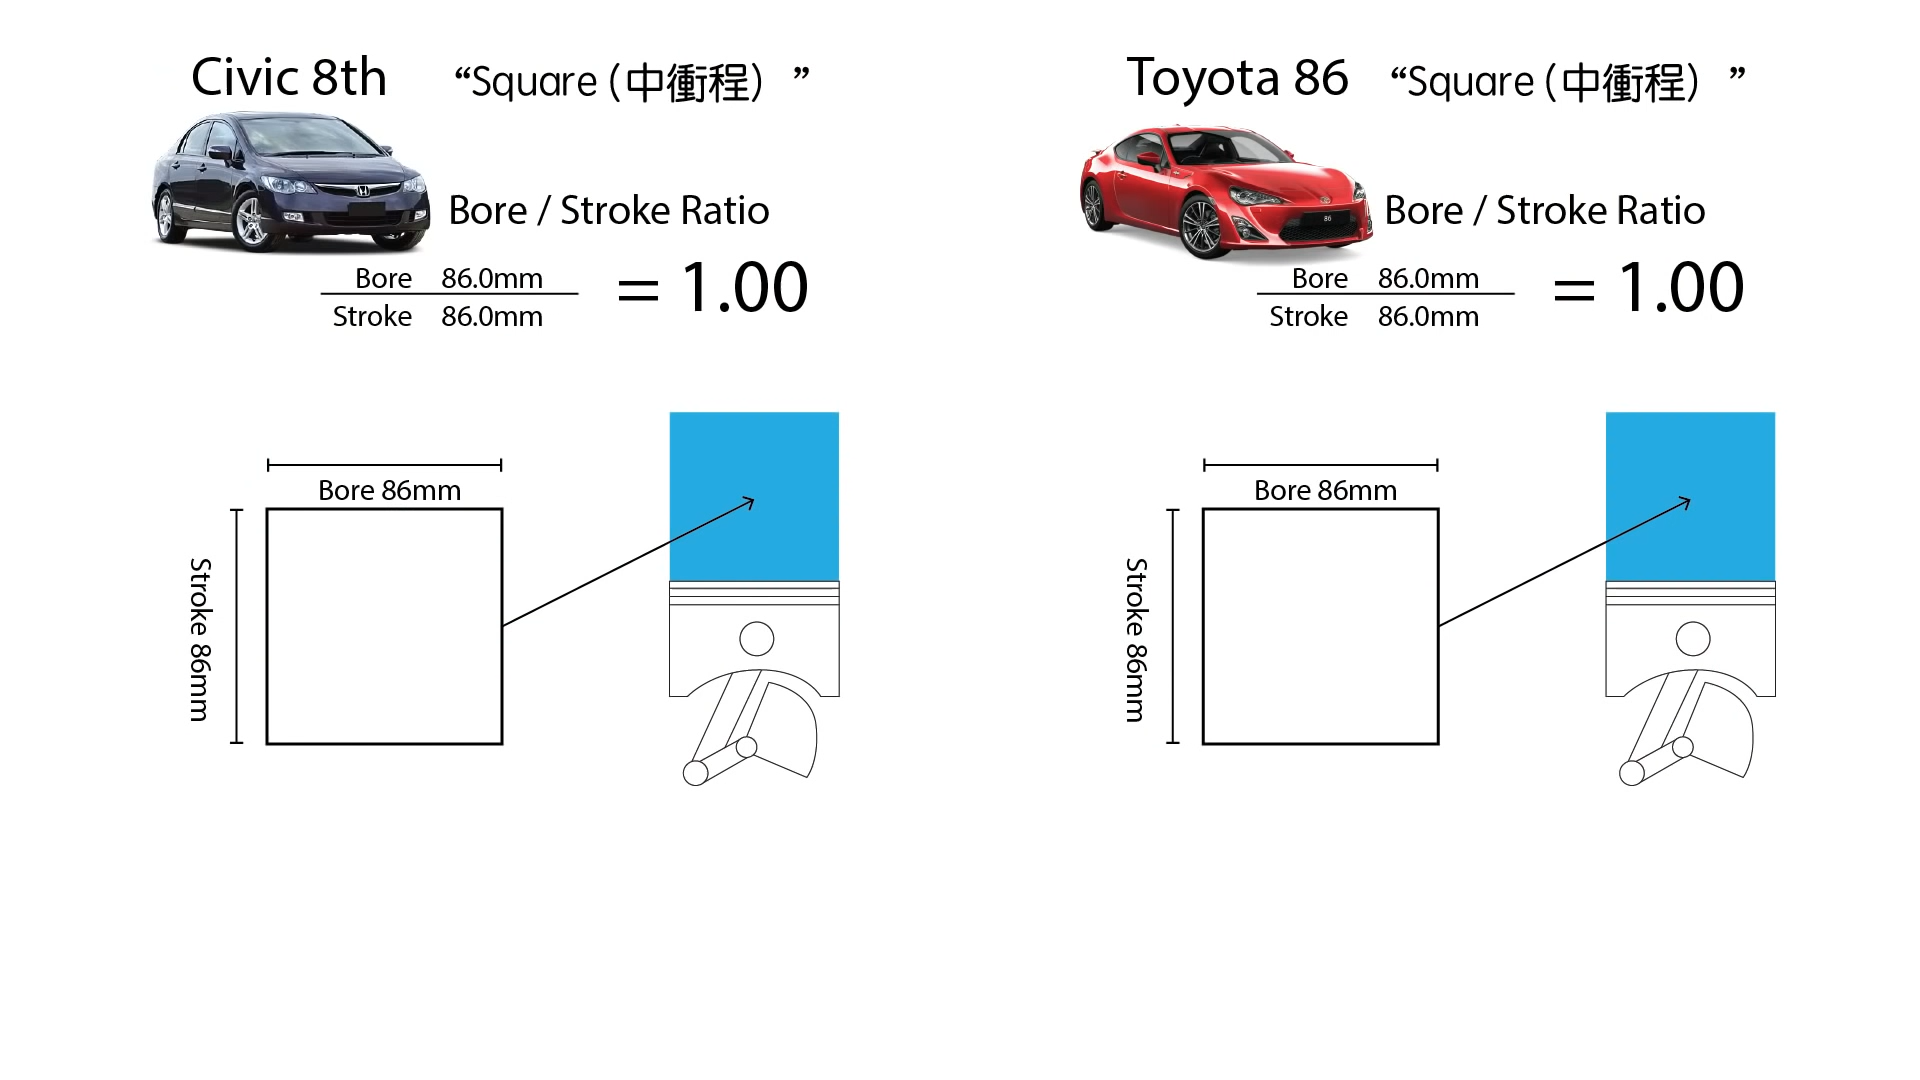 Civic 8th “Square (中衝程) ”
Bore / Stroke Ratio
Bore 86.0mm
Stroke 86.0mm
= 1.00
Bore 86mm
Stroke 86mm
Toyota 86 “Square (中衝程) ”
86
Bore / Stroke Ratio
Bore 86.0mm
Stroke 86.0mm
= 1.00
Bore 86mm
Stroke 86mm